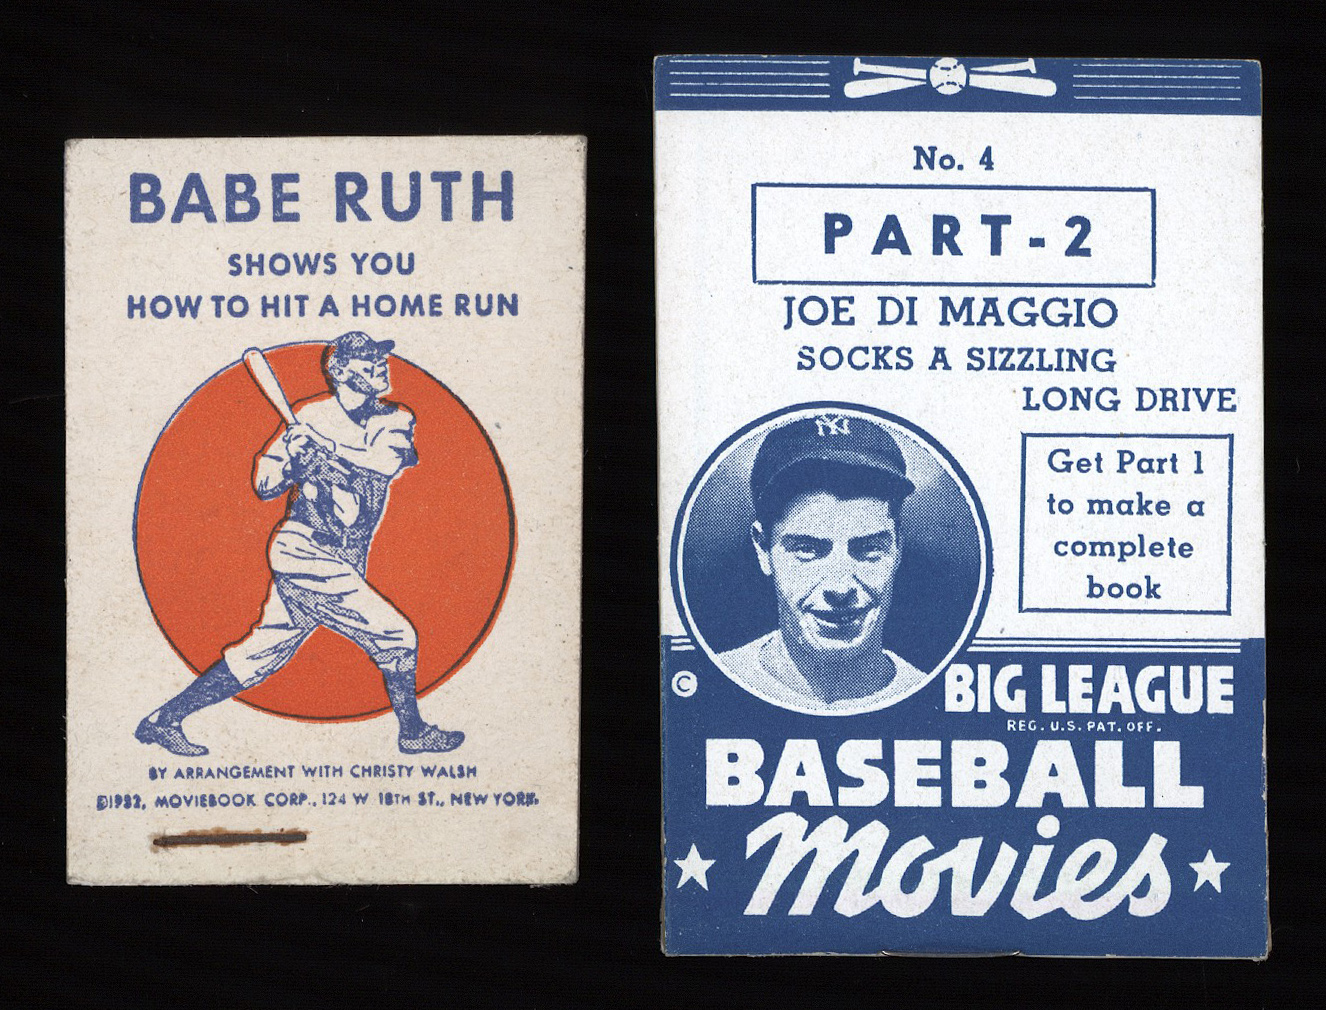 BABE RUTH
SHOWS YOU
HOW TO HIT A HOME RUN
BY ARRANGEMENT WITH CHRISTY WALSH
©1932, MOVIEBOOK CORP., 124 W 18TH ST., NEW YORK.
No. 4
PART-2
JOE DI MAGGIO
SOCKS A SIZZLING
LONG DRIVE
NY
Get Part 1
to make a
complete
book
©
BIG LEAGUE
REG. U.S. PAT. OFF.
BASEBALL
Movies